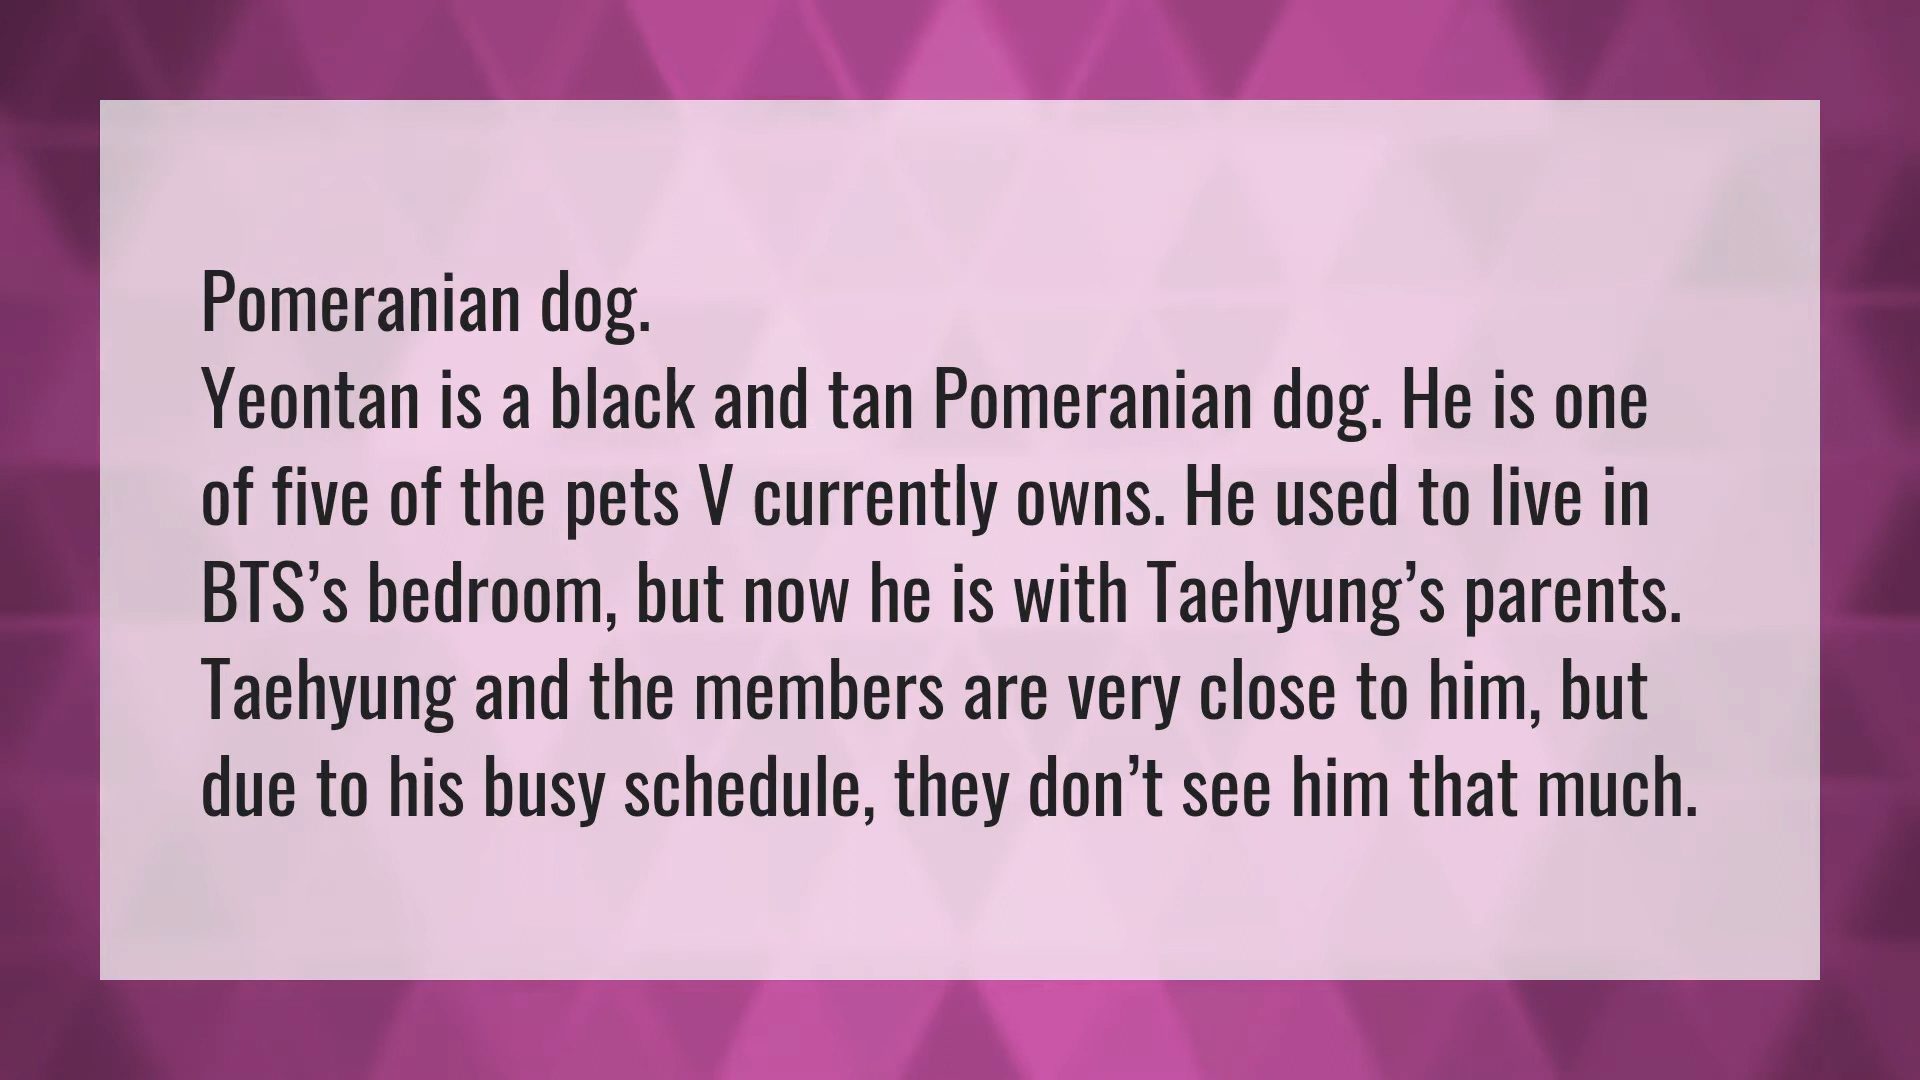 Pomeranian dog.
Yeontan is a black and tan Pomeranian dog. He is one
of five of the pets V currently owns. He used to live in
BTS’s bedroom, but now he is with Taehyung’s parents.
Taehyung and the members are very close to him, but
due to his busy schedule, they don’t see him that much.